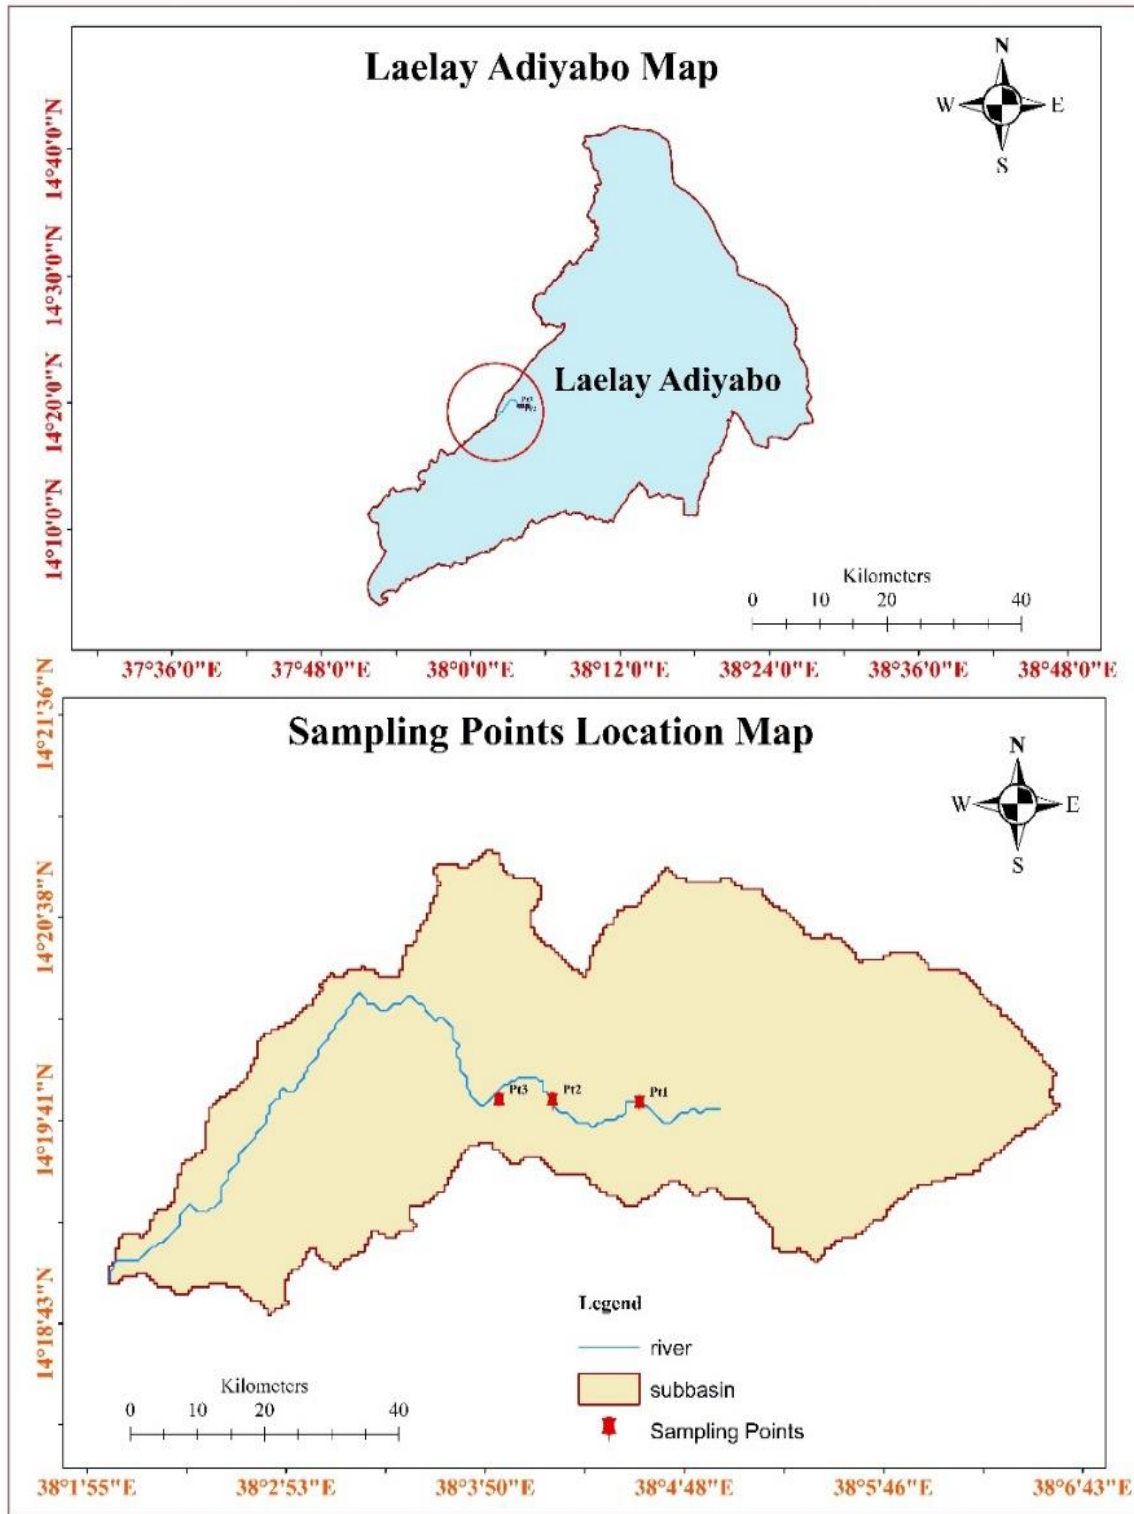 Laelay Adiyabo Map
N
W E
S
14°40'0"N
14°30'0"N
14°20'0"N
14°10'0"N
Laelay Adiyabo
Pt3
Kilometers
0 10 20 40
37°36'0"E 37°48'0"E 38°0'0"E 38°12'0"E 38°24'0"E 38°36'0"E 38°48'0"E
Sampling Points Location Map
N
W E
S
14°21'36"N
14°20'38"N
14°19'41"N
14°18'43"N
Pt3 Pt2 Pt1
Legend
river
subbasin
Sampling Points
Kilometers
0 10 20 40
38°1'55"E 38°2'53"E 38°3'50"E 38°4'48"E 38°5'46"E 38°6'43"E